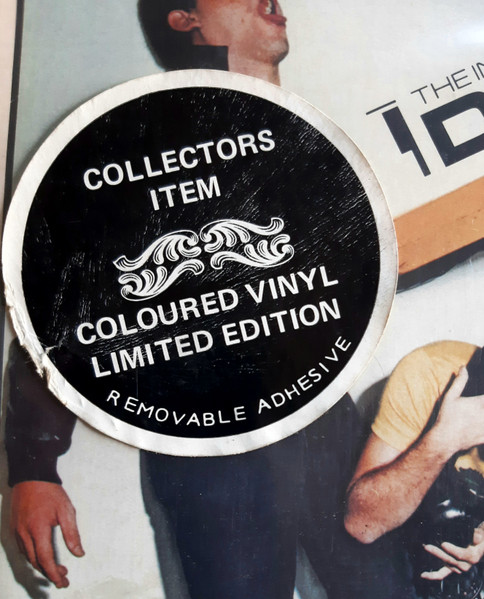 COLLECTORS
ITEM
COLOURED VINYL
LIMITED EDITION
REMOVABLE ADHESIVE
THE